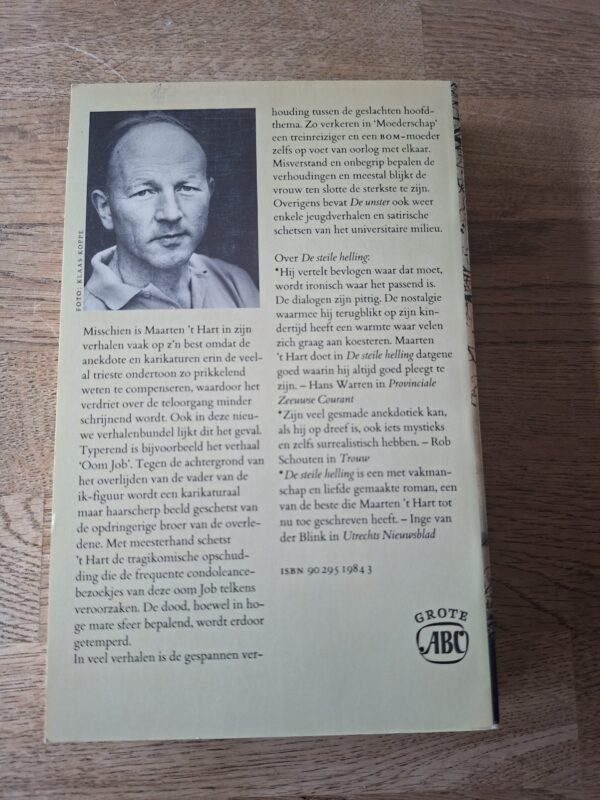 FOTO: KLAAS KOPPE
Misschien is Maarten 't Hart in zijn
verhalen vaak op z'n best omdat de
anekdote en karikaturen erin de veel-
al trieste ondertoon zo prikkelend
weten te compenseren, waardoor het
verdriet over de teloorgang minder
schrijnend wordt. Ook in deze nieu-
we verhalenbundel lijkt dit het geval.
Typerend is bijvoorbeeld het verhaal
'Oom Job'. Tegen de achtergrond van
het overlijden van de vader van de
ik-figuur wordt een karikaturaal
maar haarscherp beeld geschetst van
de opdringerige broer van de overle-
dene. Met meesterhand schetst
't Hart de tragikomische opschud-
ding die de frequente condoleance-
bezoekjes van deze oom Job telkens
veroorzaken. De dood, hoewel in ho-
ge mate sfeer bepalend, wordt erdoor
getemperd.
In veel verhalen is de gespannen ver-
houding tussen de geslachten hoofd-
thema. Zo verkeren in 'Moederschap'
een treinreiziger en een BOM-moeder
zelfs op voet van oorlog met elkaar.
Misverstand en onbegrip bepalen de
verhoudingen en meestal blijkt de
vrouw ten slotte de sterkste te zijn.
Overigens bevat De unster ook weer
enkele jeugdverhalen en satirische
schetsen van het universitaire milieu.
Over De steile helling:
*Hij vertelt bevlogen waar dat moet,
wordt ironisch waar het passend is.
De dialogen zijn pittig. De nostalgie
waarmee hij terugblikt op zijn kin-
dertijd heeft een warmte waar velen
zich graag aan koesteren. Maarten
't Hart doet in De steile helling datgene
goed waarin hij altijd goed pleegt te
zijn. – Hans Warren in Provinciale
Zeeuwse Courant
*Zijn veel gesmade anekdotiek kan,
als hij op dreef is, ook iets mystieks
en zelfs surrealistisch hebben. – Rob
Schouten in Trouw
*De steile helling is een met vakman-
schap en liefde gemaakte roman, een
van de beste die Maarten 't Hart tot
nu toe geschreven heeft. – Inge van
der Blink in Utrechts Nieuwsblad
ISBN 90 295 1984 3
GROTE
ABC